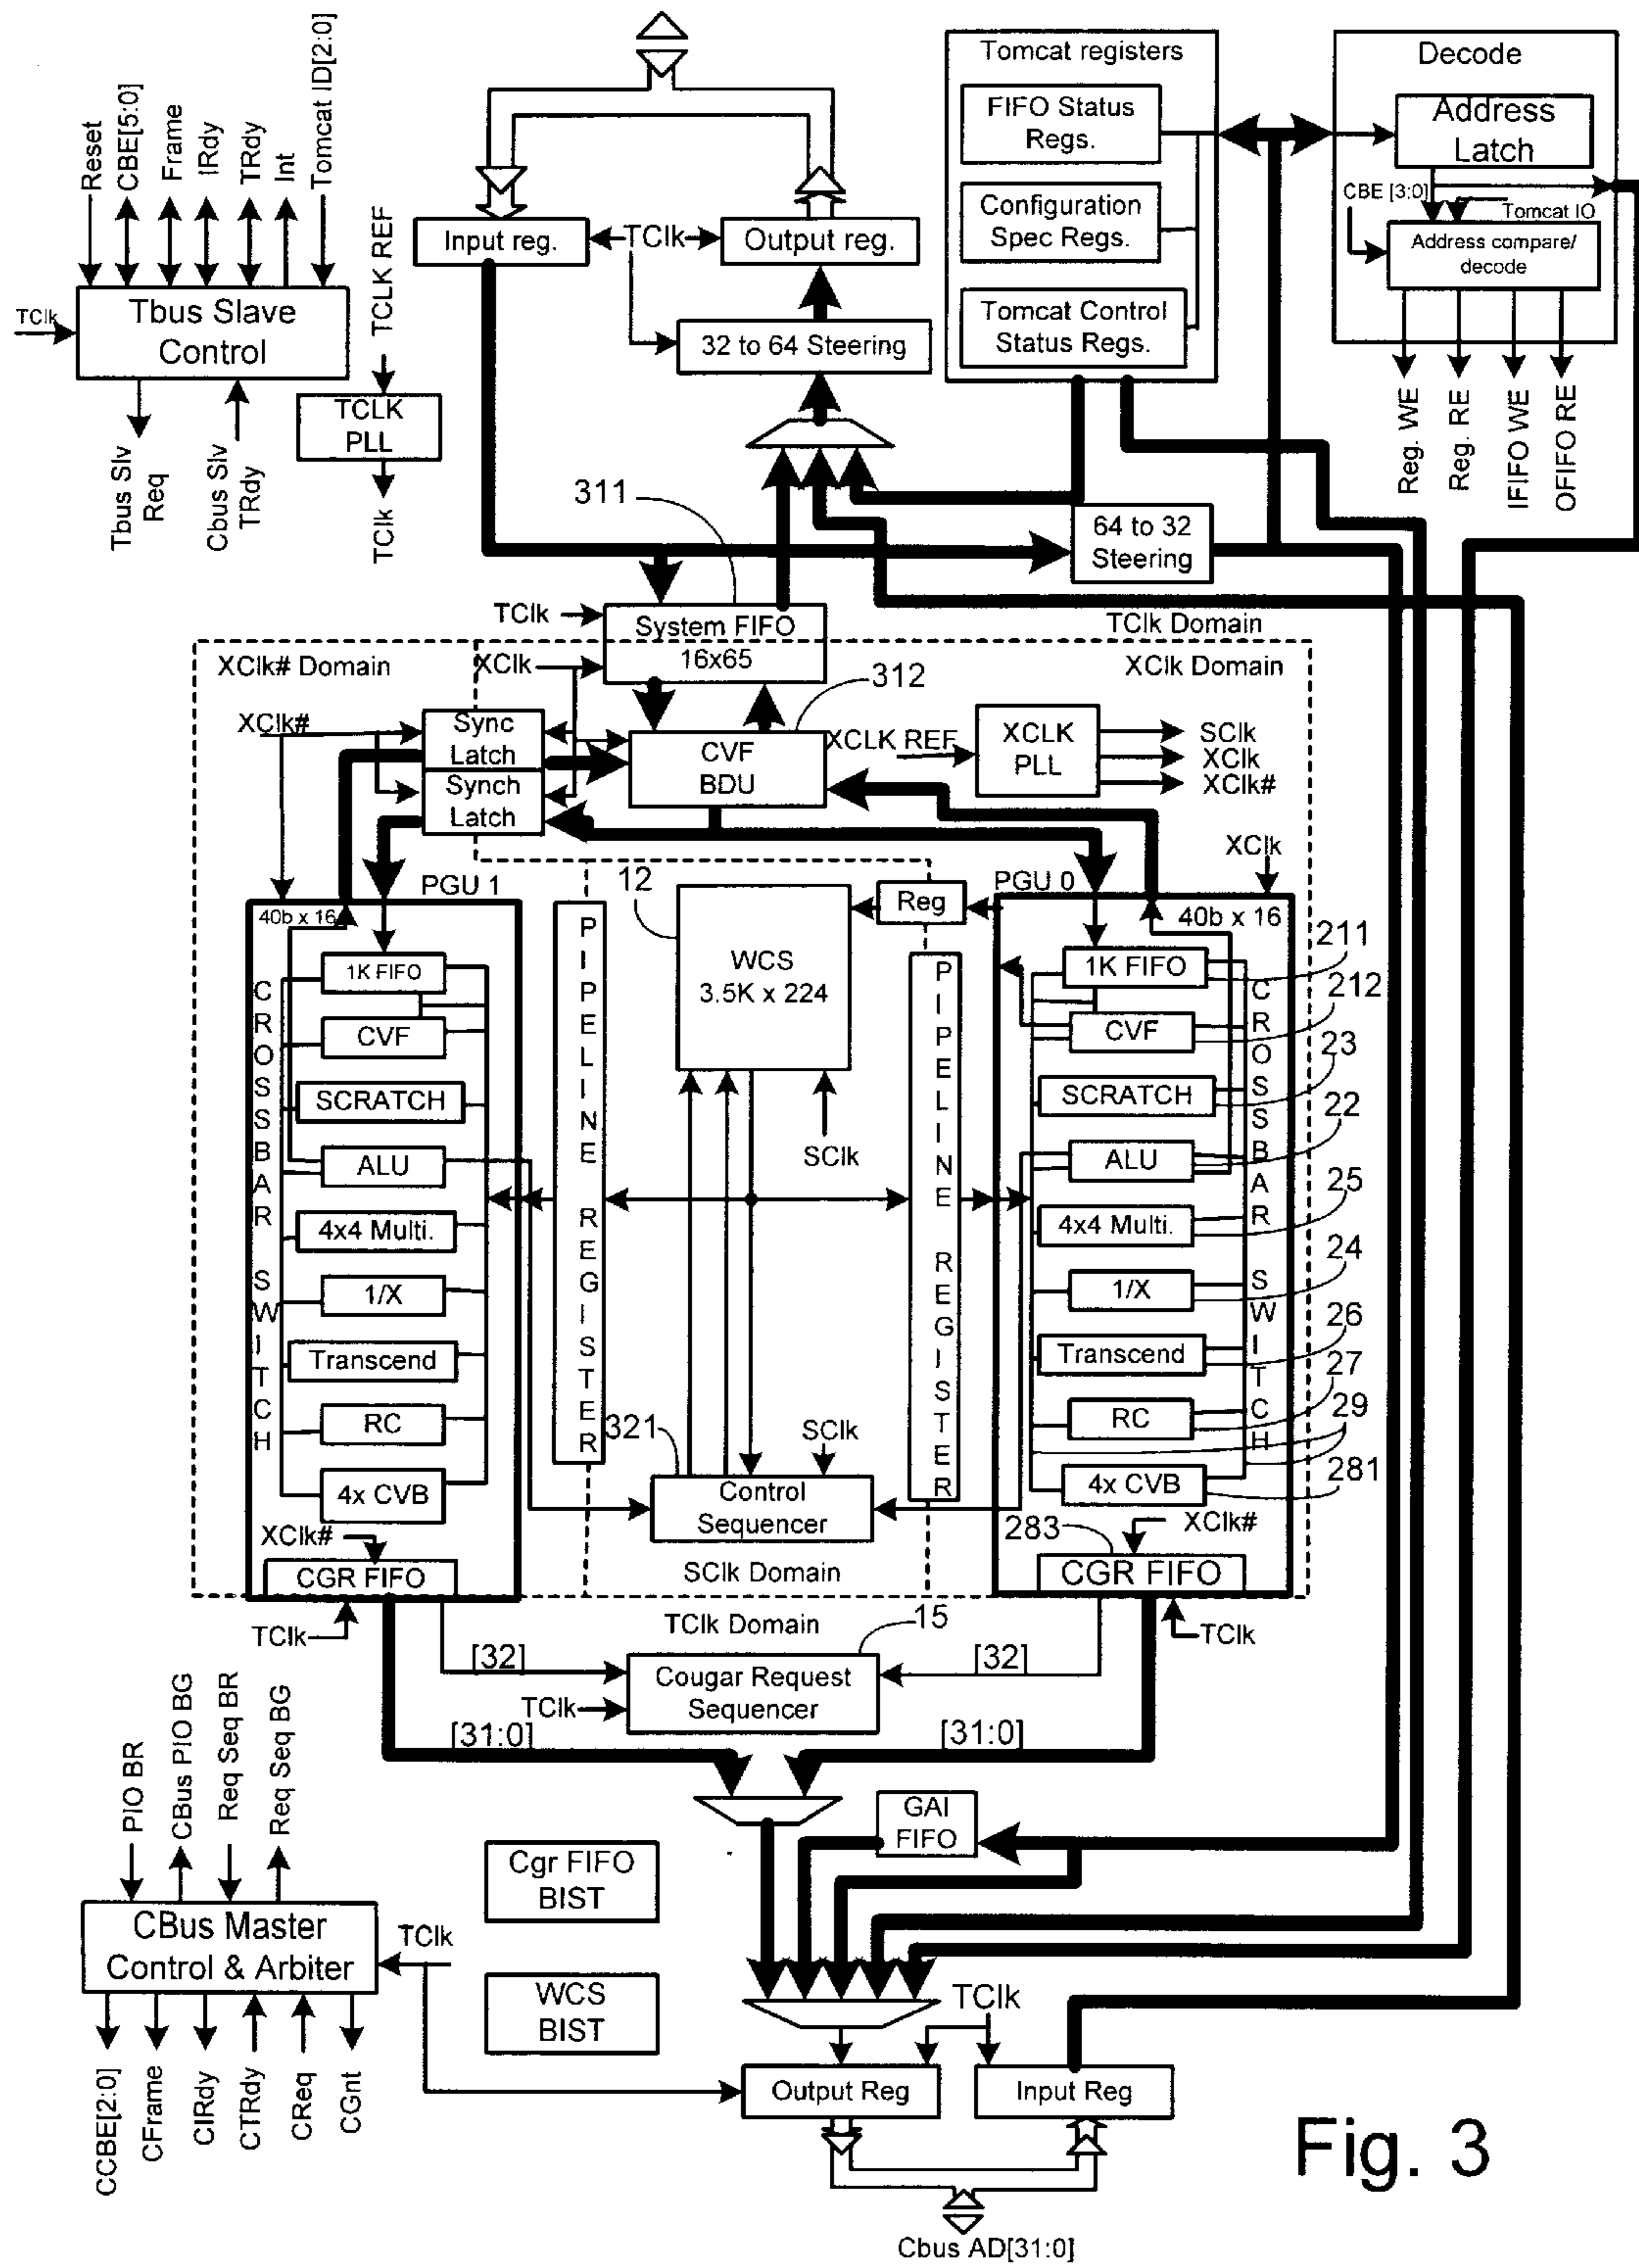 Reset
CBE[5:0]
Frame
IRdy
TRdy
Int
Tomcat ID[2:0]
TClk
Tbus Slave
Control
Tbus Slv
Req
Cbus Slv
TRdy
TCLK REF
TCLK
PLL
TClk
Input reg.
TClk
Output reg.
32 to 64 Steering
Tomcat registers
FIFO Status
Regs.
Configuration
Spec Regs.
Tomcat Control
Status Regs.
Decode
Address
Latch
CBE [3:0]
Tomcat IO
Address compare/
decode
Reg. WE
Reg. RE
IFIFO WE
OFIFO RE
311
64 to 32
Steering
TClk
System FIFO
16x65
TClk Domain
XClk# Domain
XClk
XClk Domain
312
XClk#
Sync
Latch
Synch
Latch
CVF
BDU
XCLK REF
XCLK
PLL
SClk
XClk
XClk#
XClk
PGU 1
12
Reg
PGU 0
40b x 16
40b x 16
WCS
3.5K x 224
SClk
CROSSBAR SWITCH
1K FIFO
CVF
SCRATCH
ALU
4x4 Multi.
1/X
Transcend
RC
4x CVB
XClk#
CGR FIFO
TClk
PIPELINE REGISTER
PIPELINE REGISTER
1K FIFO
CVF
SCRATCH
ALU
4x4 Multi.
1/X
Transcend
RC
4x CVB
CROSSBAR SWITCH
211
212
23
22
25
24
26
27
29
281
321
SClk
Control
Sequencer
SClk Domain
283
XClk#
CGR FIFO
TClk
TClk Domain
15
[32]
[32]
Cougar Request
Sequencer
TClk
[31:0]
[31:0]
GAI
FIFO
PIO BR
CBus PIO BG
Req Seq BR
Req Seq BG
CBus Master
Control & Arbiter
TClk
CCBE[2:0]
CFrame
CIRdy
CTRdy
CReq
CGnt
Cgr FIFO
BIST
WCS
BIST
TClk
Output Reg
Input Reg
Cbus AD[31:0]
Fig. 3